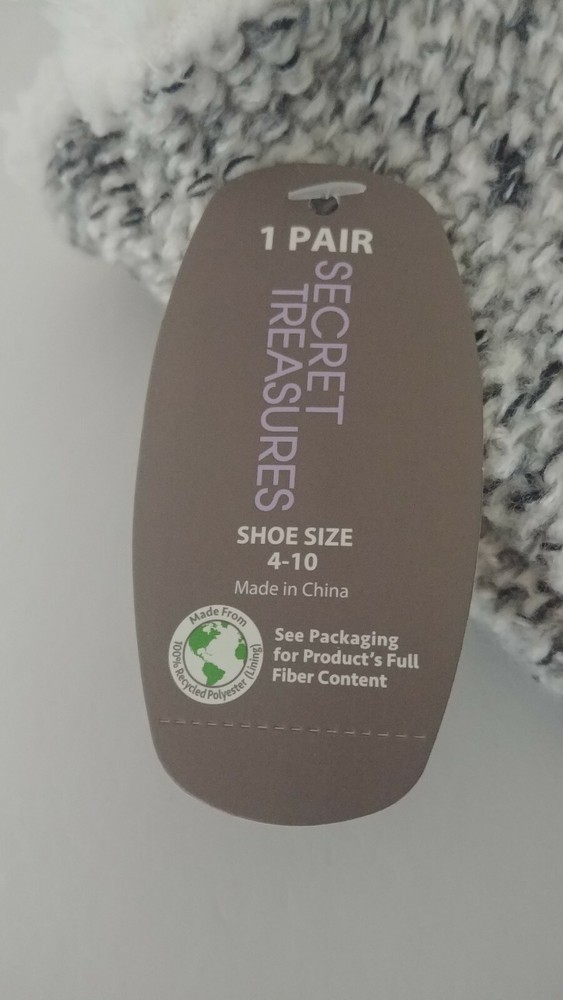 1 PAIR
SECRET
TREASURES
SHOE SIZE
4-10
Made in China
Made From
100% Recycled Polyester (Lining)
See Packaging
for Product's Full
Fiber Content